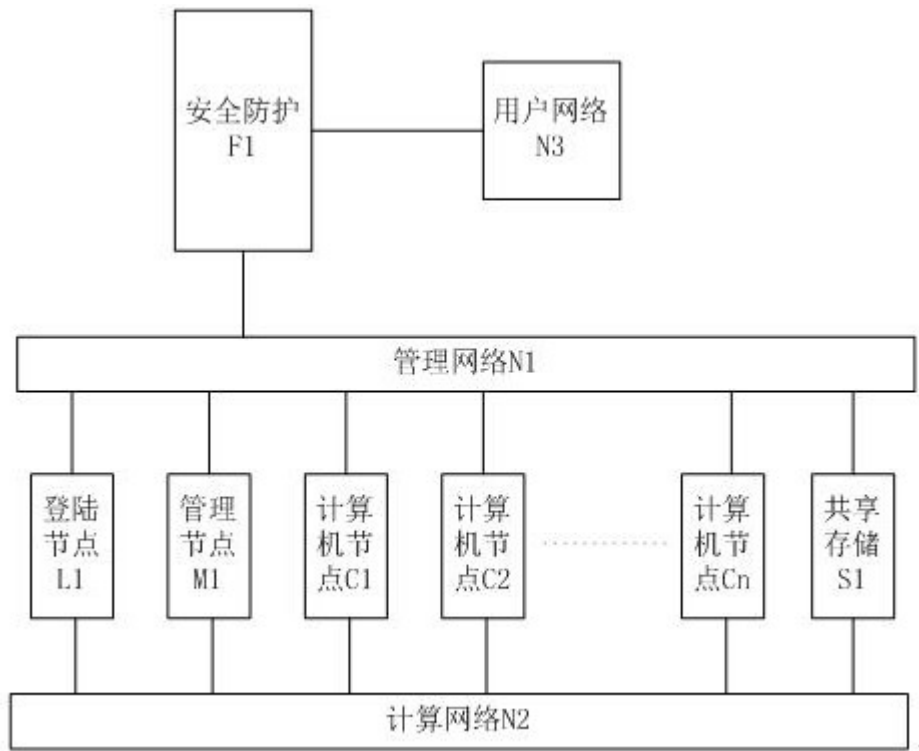 安全防护
F1
用户网络
N3
管理网络N1
登陆
节点
L1
管理
节点
M1
计算
机节
点C1
计算
机节
点C2
计算
机节
点Cn
共享
存储
S1
计算网络N2